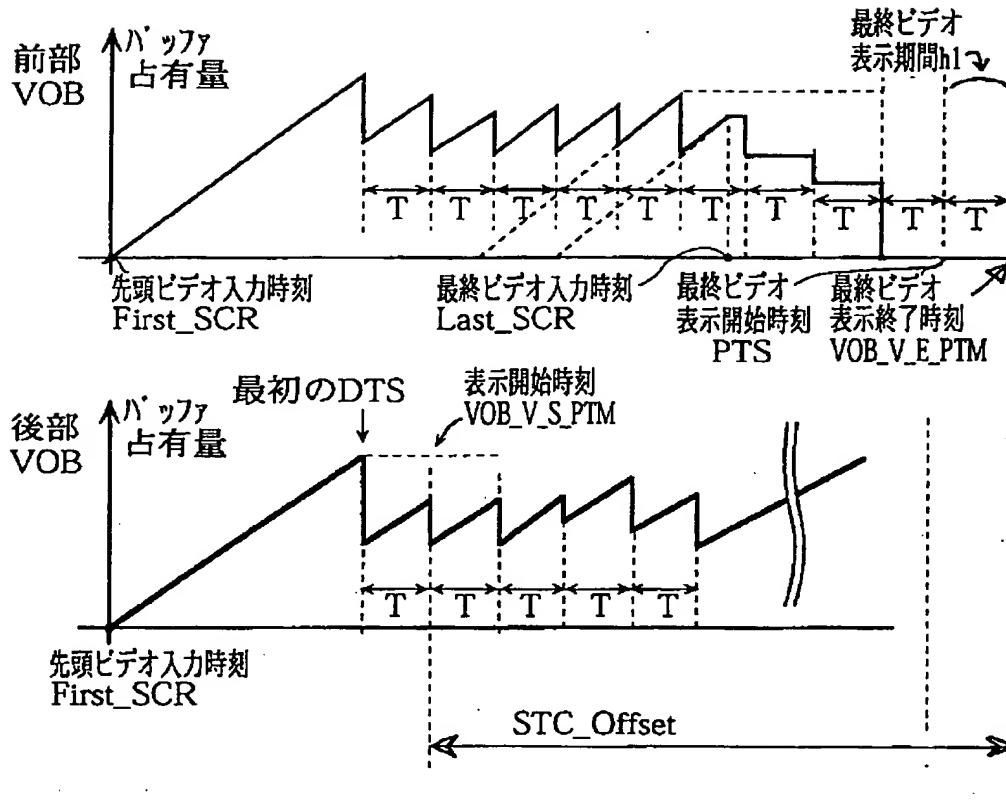 前部
VOB
バッファ
占有量
最終ビデオ
表示期間h1
T T T T T T T T T T
先頭ビデオ入力時刻
First_SCR
最終ビデオ入力時刻
Last_SCR
最終ビデオ
表示開始時刻
PTS
最終ビデオ
表示終了時刻
VOB_V_E_PTM
後部
VOB
バッファ
占有量
最初のDTS
表示開始時刻
VOB_V_S_PTM
T T T T T
先頭ビデオ入力時刻
First_SCR
STC_Offset